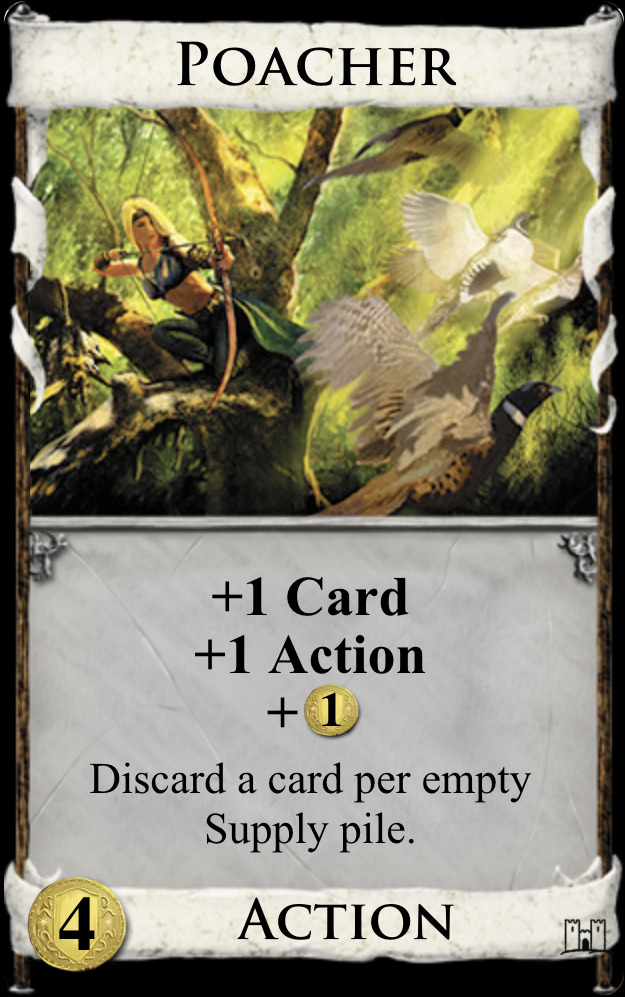 POACHER
+1 Card
+1 Action
+ 1
Discard a card per empty
Supply pile.
4 ACTION